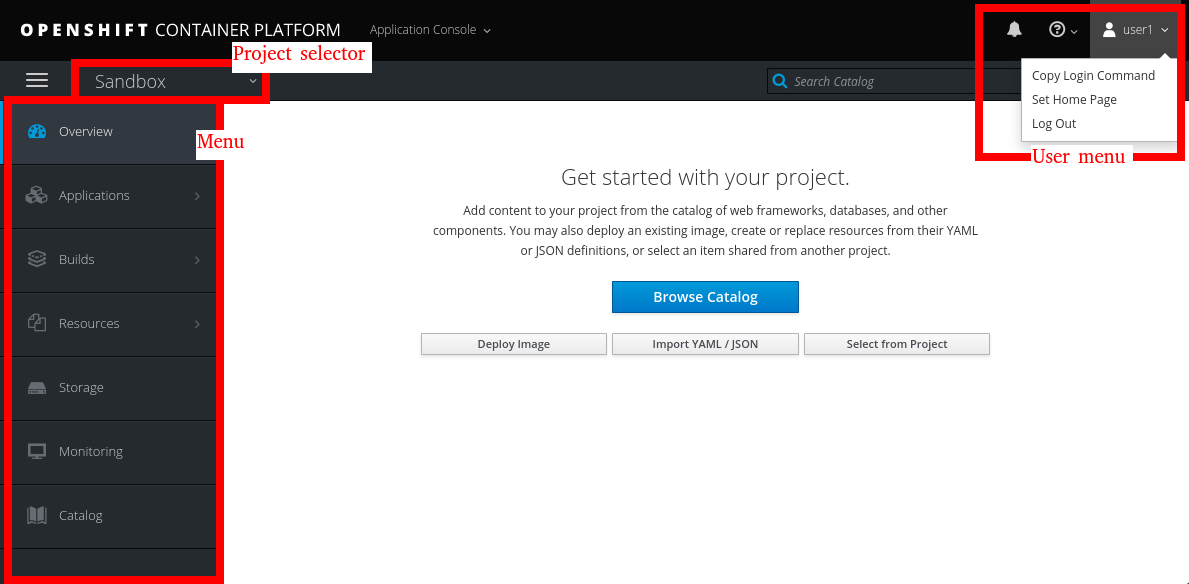 OPENSHIFT CONTAINER PLATFORM
Application Console
user1
Project selector
Sandbox
Search Catalog
Copy Login Command
Set Home Page
Log Out
User menu
Menu
Overview
Applications
Builds
Resources
Storage
Monitoring
Catalog
Get started with your project.
Add content to your project from the catalog of web frameworks, databases, and other
components. You may also deploy an existing image, create or replace resources from their YAML
or JSON definitions, or select an item shared from another project.
Browse Catalog
Deploy Image
Import YAML / JSON
Select from Project